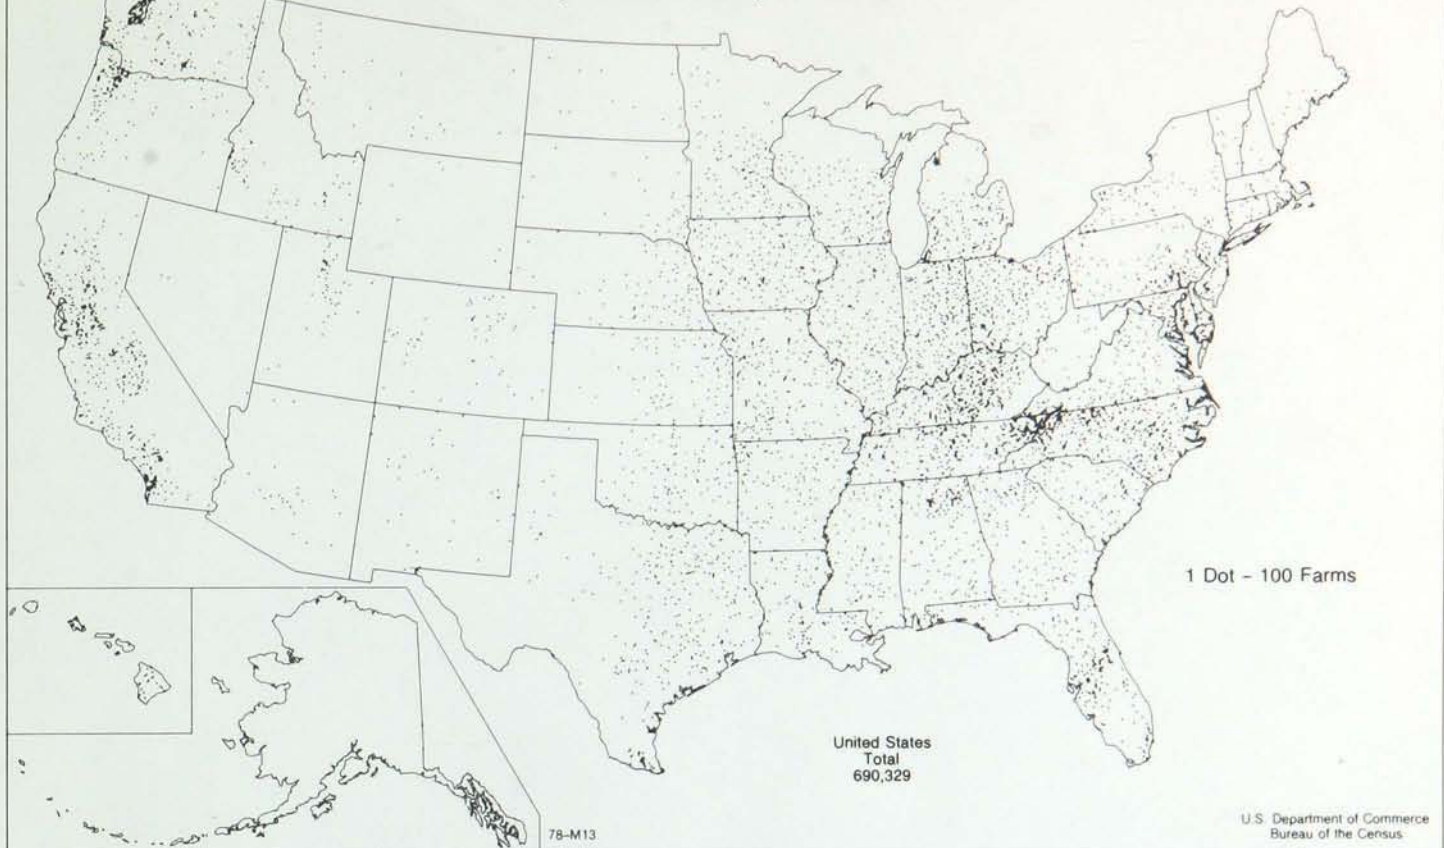 1 Dot – 100 Farms
United States
Total
690,329
78-M13
U.S. Department of Commerce
Bureau of the Census